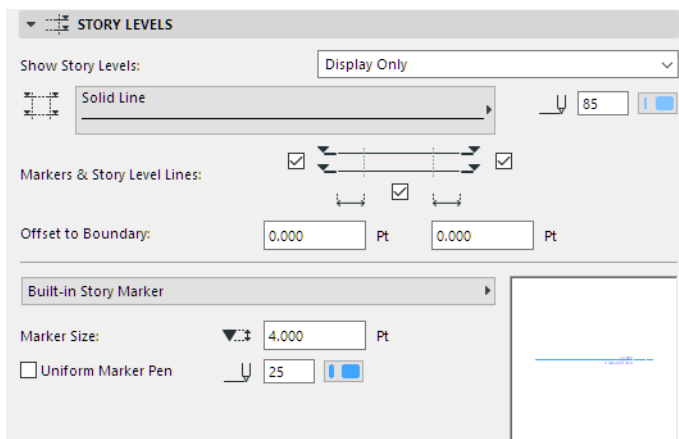 STORY LEVELS
Show Story Levels:
Display Only
Solid Line
85
Markers & Story Level Lines:
Offset to Boundary:
0.000
Pt
0.000
Pt
Built-in Story Marker
Marker Size:
4.000
Pt
Uniform Marker Pen
25